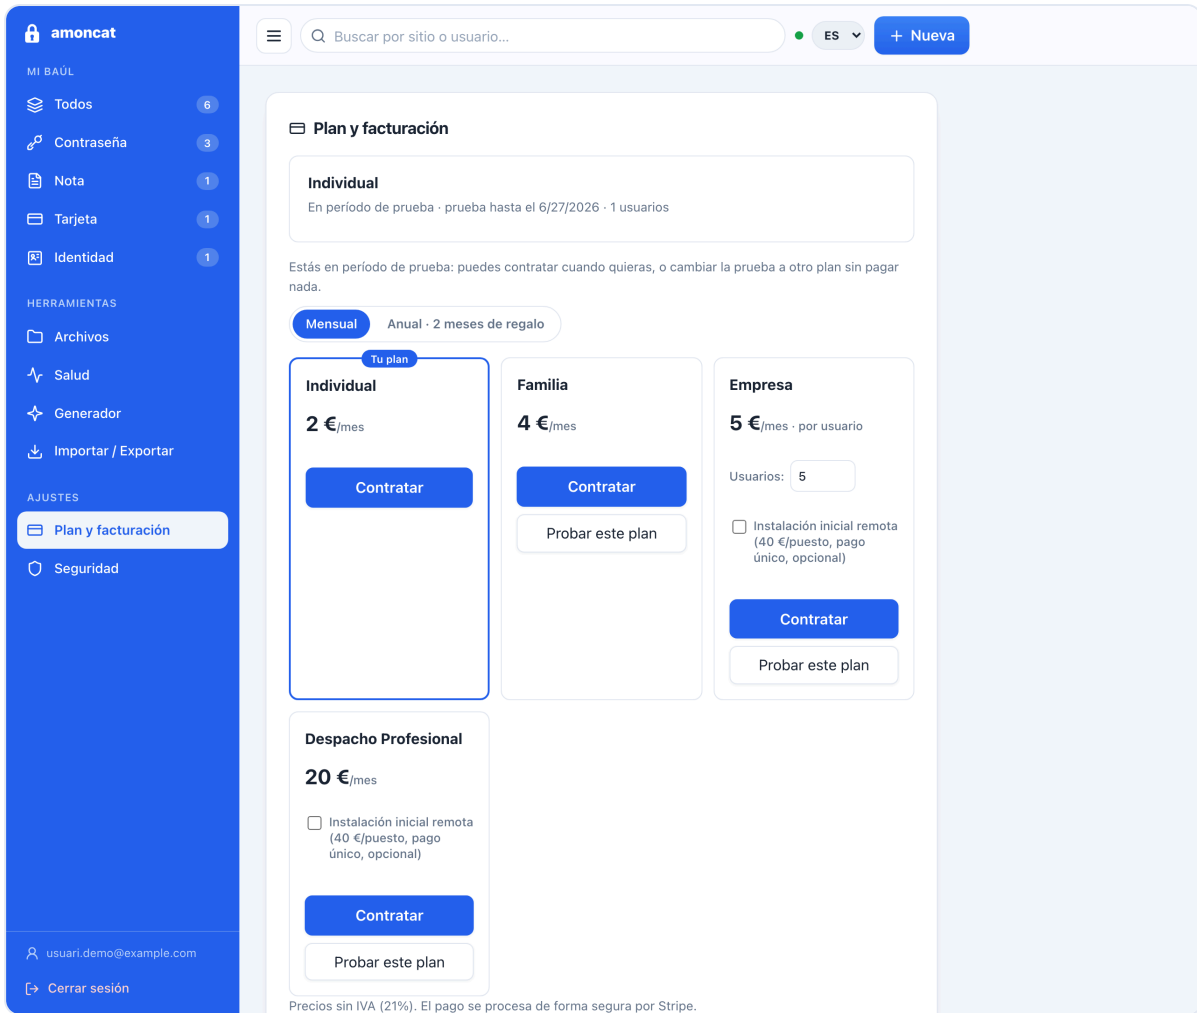 amoncat
MI BAÚL
Todos 6
Contraseña 3
Nota 1
Tarjeta 1
Identidad 1
HERRAMIENTAS
Archivos
Salud
Generador
Importar / Exportar
AJUSTES
Plan y facturación
Seguridad
usuari.demo@example.com
Cerrar sesión
Buscar por sitio o usuario...
ES
+ Nueva
Plan y facturación
Individual
En período de prueba · prueba hasta el 6/27/2026 · 1 usuarios
Estás en período de prueba: puedes contratar cuando quieras, o cambiar la prueba a otro plan sin pagar
nada.
Mensual
Anual · 2 meses de regalo
Tu plan
Individual
2 €/mes
Contratar
Familia
4 €/mes
Contratar
Probar este plan
Empresa
5 €/mes · por usuario
Usuarios: 5
Instalación inicial remota
(40 €/puesto, pago
único, opcional)
Contratar
Probar este plan
Despacho Profesional
20 €/mes
Instalación inicial remota
(40 €/puesto, pago
único, opcional)
Contratar
Probar este plan
Precios sin IVA (21%). El pago se procesa de forma segura por Stripe.